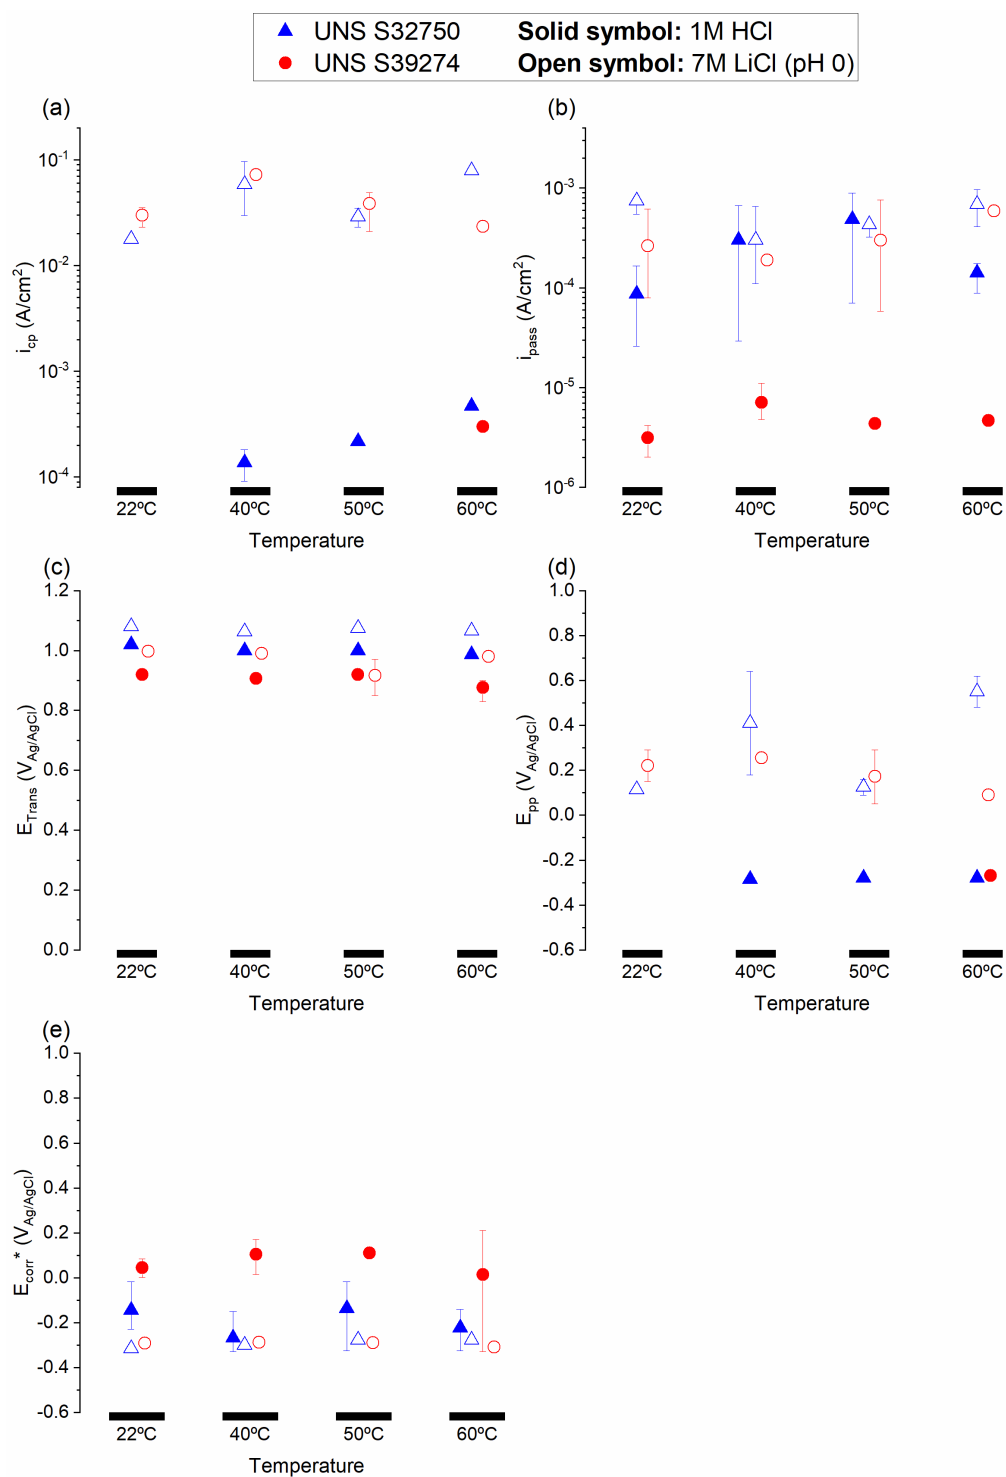 UNS S32750 Solid symbol: 1M HCl
UNS S39274 Open symbol: 7M LiCl (pH 0)
(a)
i_cp (A/cm²)
10⁻¹
10⁻²
10⁻³
10⁻⁴
22ºC 40ºC 50ºC 60ºC
Temperature
(b)
i_pass (A/cm²)
10⁻³
10⁻⁴
10⁻⁵
10⁻⁶
22ºC 40ºC 50ºC 60ºC
Temperature
(c)
E_Trans (V_Ag/AgCl)
1.2
1.0
0.8
0.6
0.4
0.2
0.0
22ºC 40ºC 50ºC 60ºC
Temperature
(d)
E_pp (V_Ag/AgCl)
1.0
0.8
0.6
0.4
0.2
0.0
-0.2
-0.4
-0.6
22ºC 40ºC 50ºC 60ºC
Temperature
(e)
E_corr* (V_Ag/AgCl)
1.0
0.8
0.6
0.4
0.2
0.0
-0.2
-0.4
-0.6
22ºC 40ºC 50ºC 60ºC
Temperature